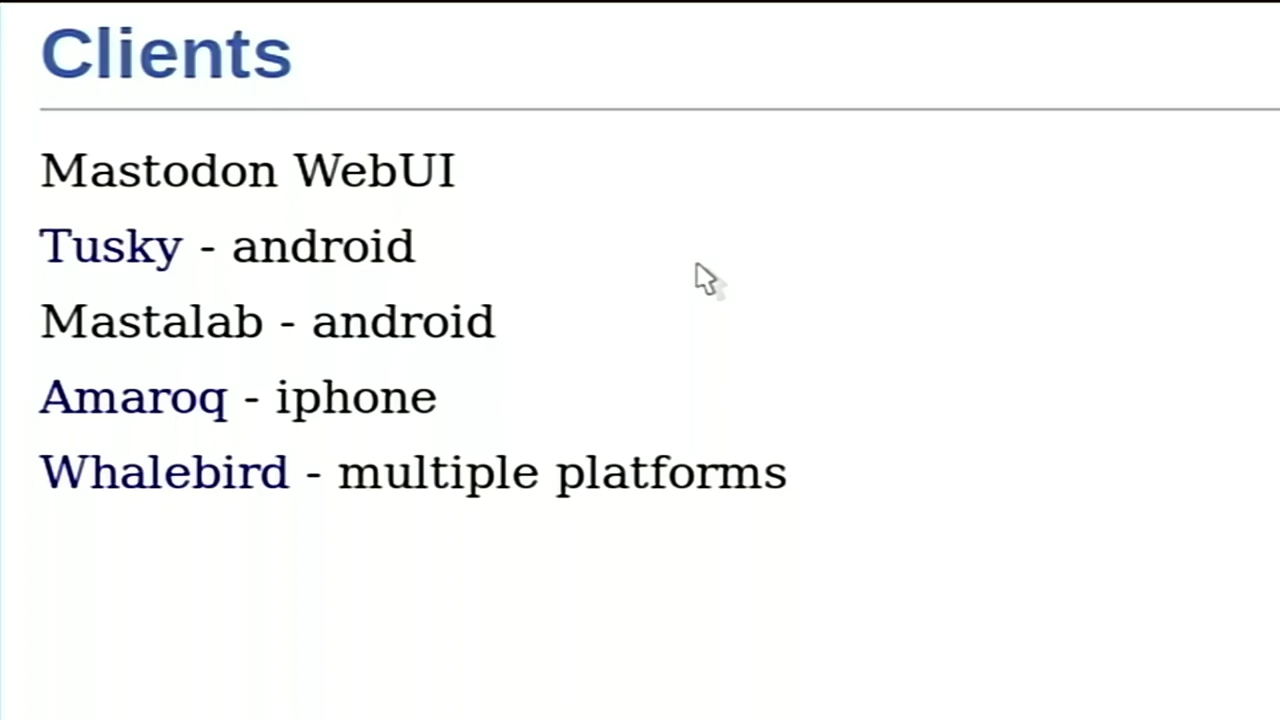 Clients
Mastodon WebUI
Tusky - android
Mastalab - android
Amaroq - iphone
Whalebird - multiple platforms